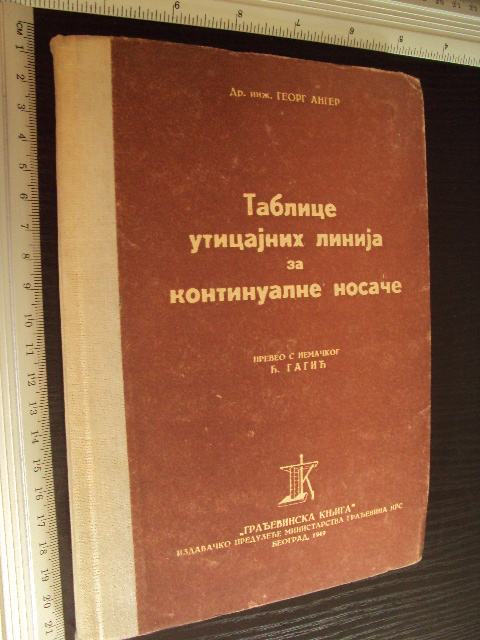 Др. инж. ГЕОРГ АНГЕР
Таблице
утицајних линија
за
континуалне носаче
ПРЕВЕО С НЕМАЧКОГ
Ђ. ГАГИЋ
„ГРАЂЕВИНСКА КЊИГА"
ИЗДАВАЧКО ПРЕДУЗЕЋЕ МИНИСТАРСТВА ГРАЂЕВИНА НРС
БЕОГРАД, 1949